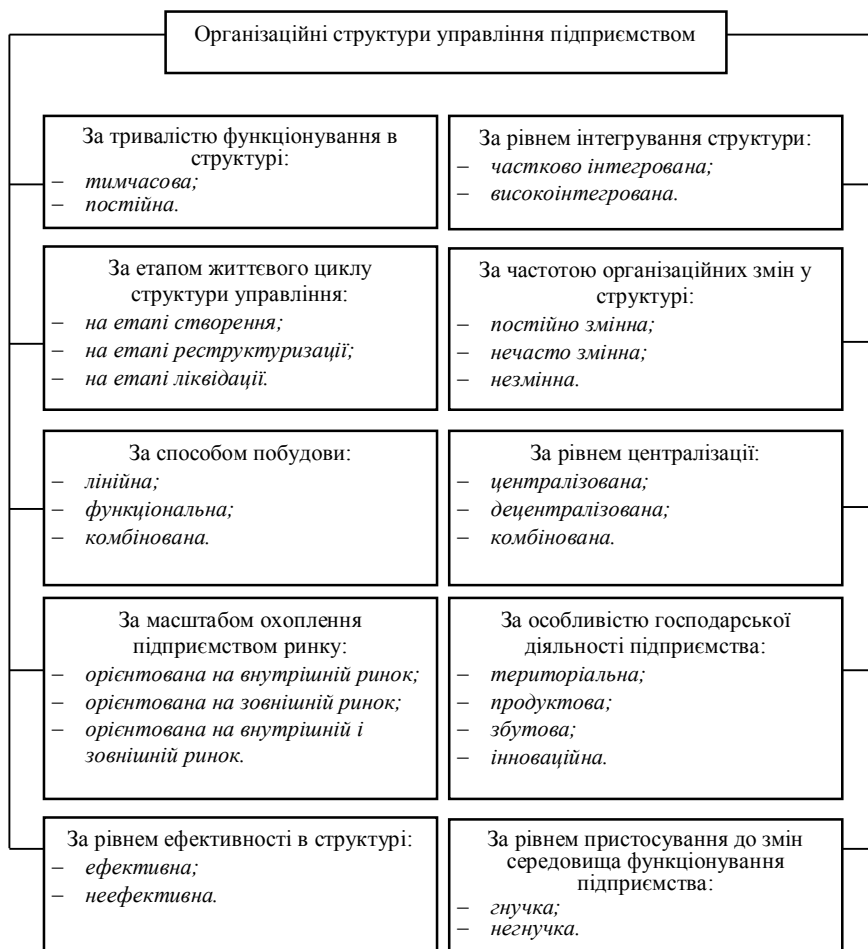 Організаційні структури управління підприємством
За тривалістю функціонування в
структурі:
– тимчасова;
– постійна.
За рівнем інтегрування структури:
– частково інтегрована;
– високоінтегрована.
За етапом життєвого циклу
структури управління:
– на етапі створення;
– на етапі реструктуризації;
– на етапі ліквідації.
За частотою організаційних змін у
структурі:
– постійно змінна;
– нечасто змінна;
– незмінна.
За способом побудови:
– лінійна;
– функціональна;
– комбінована.
За рівнем централізації:
– централізована;
– децентралізована;
– комбінована.
За масштабом охоплення
підприємством ринку:
– орієнтована на внутрішній ринок;
– орієнтована на зовнішній ринок;
– орієнтована на внутрішній і
зовнішній ринок.
За особливістю господарської
діяльності підприємства:
– територіальна;
– продуктова;
– збутова;
– інноваційна.
За рівнем ефективності в структурі:
– ефективна;
– неефективна.
За рівнем пристосування до змін
середовища функціонування
підприємства:
– гнучка;
– негнучка.